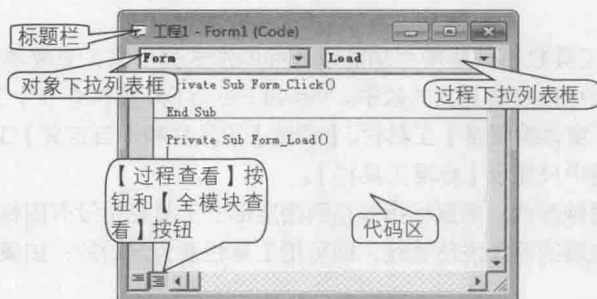 标题栏
工程1 - Form1 (Code)
Form
Load
对象下拉列表框
过程下拉列表框
Private Sub Form_Click()
End Sub
Private Sub Form_Load()
【过程查看】按
钮和【全模块查
看】按钮
代码区